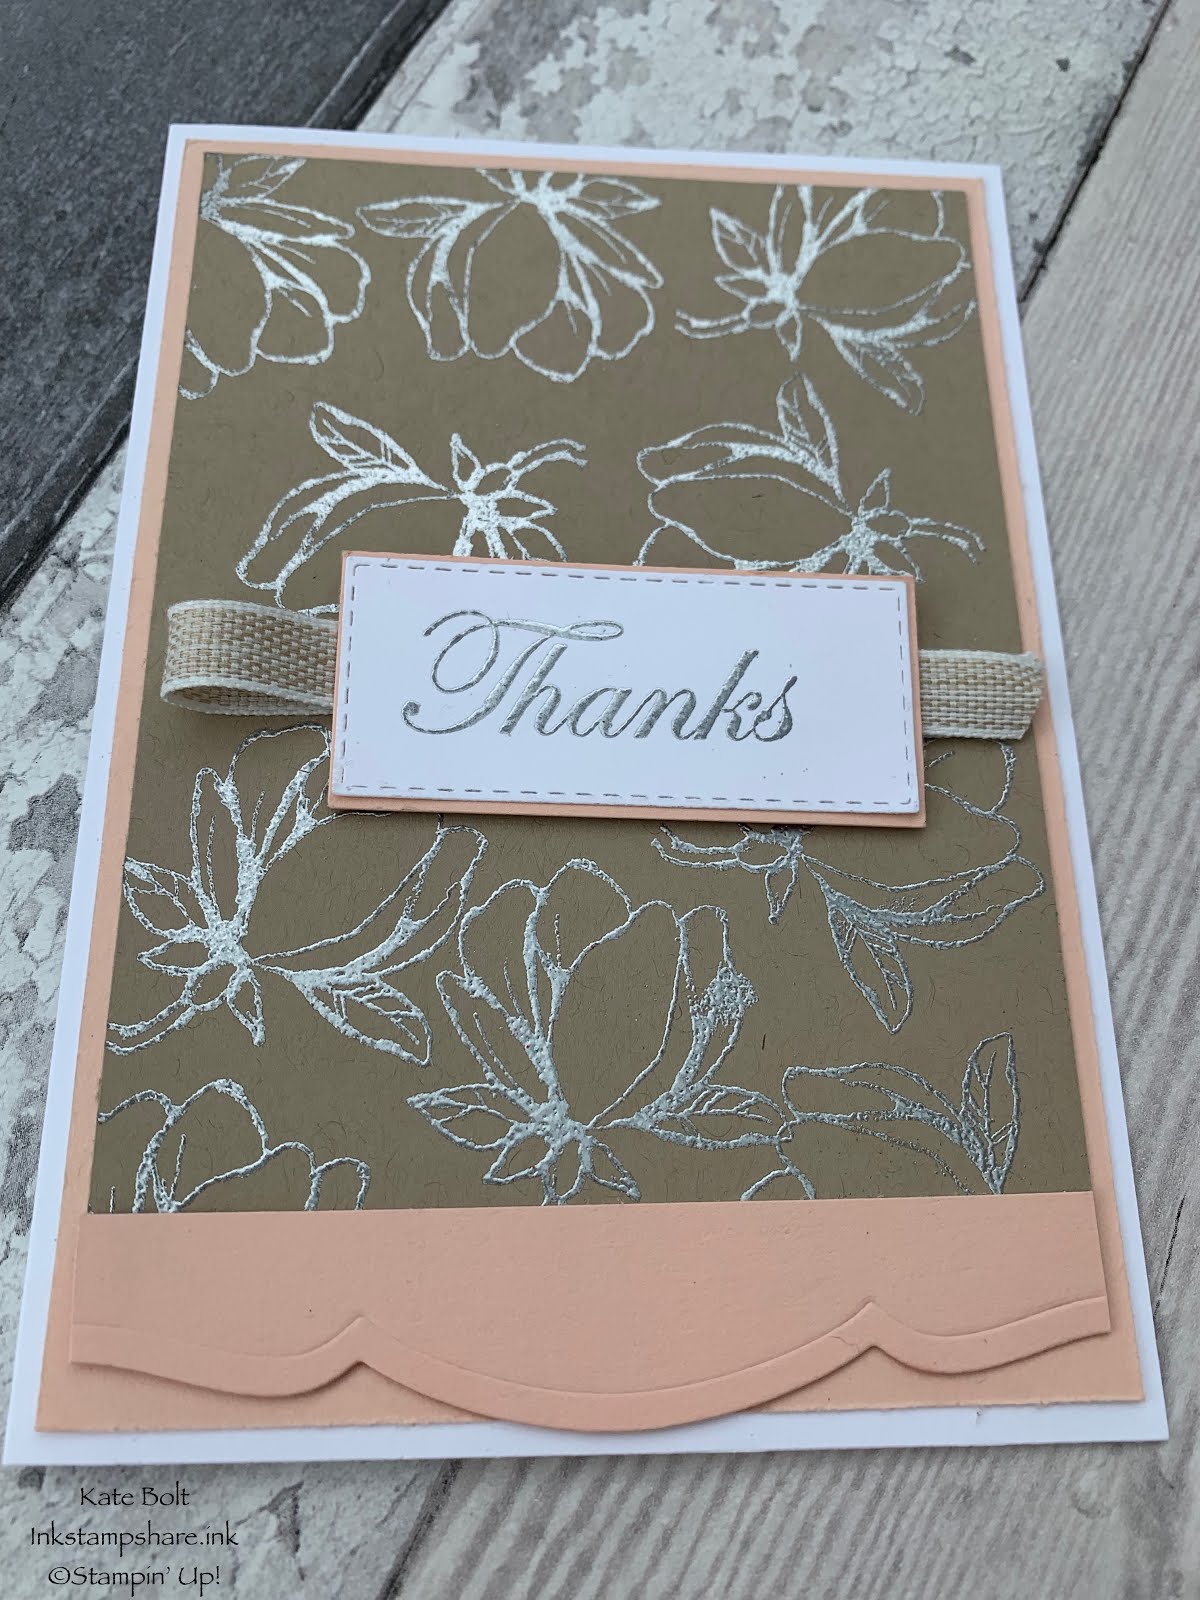 Thanks
Kate Bolt
Inkstampshare.ink
©Stampin' Up!